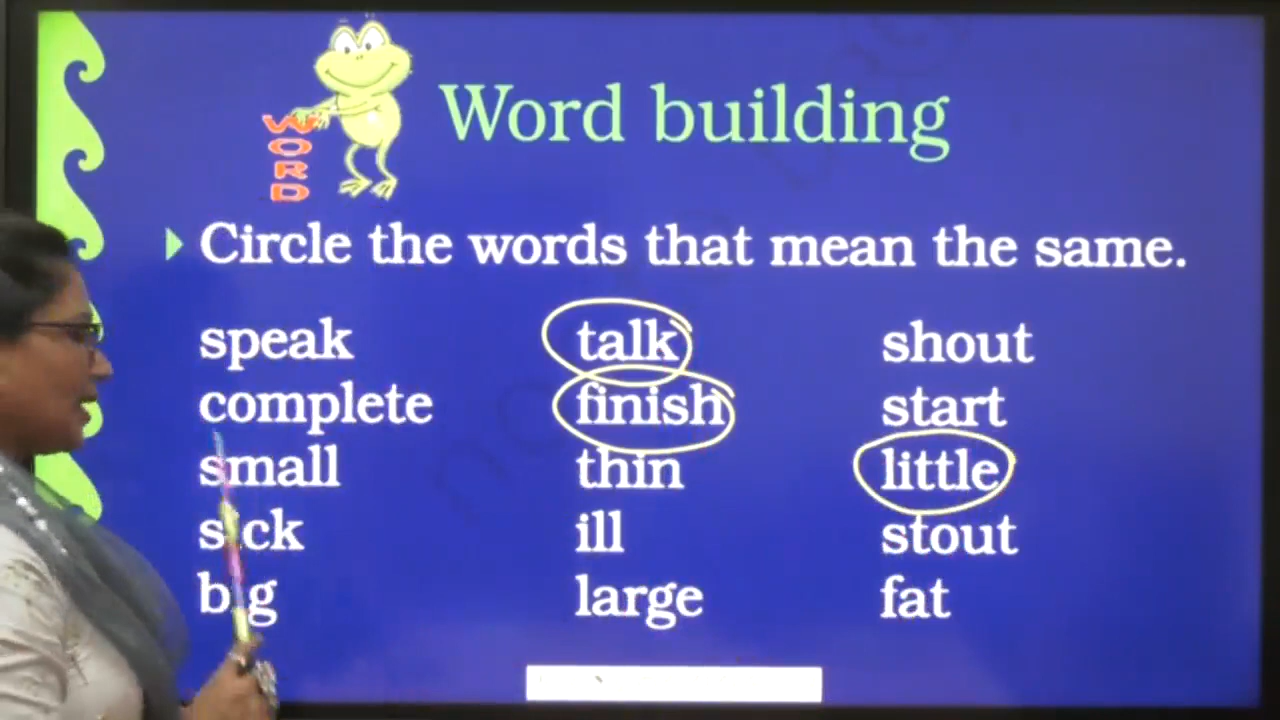 WORD
Word building
Circle the words that mean the same.
speak talk shout
complete finish start
small thin little
sick ill stout
big large fat